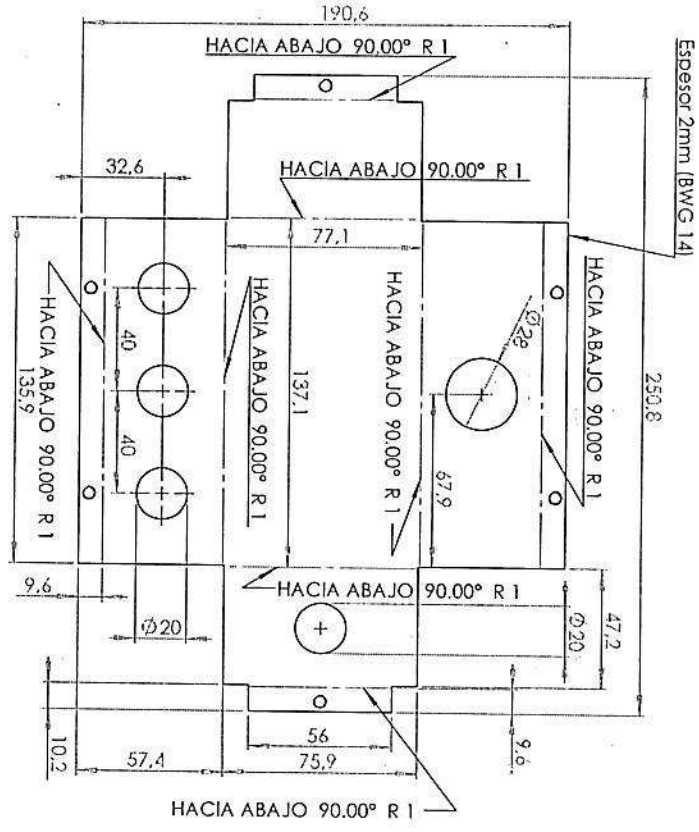 190,6
HACIA ABAJO 90,00° R 1
Espesor 2mm (BWG 14)
32,6
HACIA ABAJO 90.00° R 1
77,1
HACIA ABAJO 90.00° R 1
HACIA ABAJO 90.00° R 1
HACIA ABAJO 90.00° R 1
HACIA ABAJO 90.00° R 1
Ø28
250,8
40
40
137,1
135,9
67,9
HACIA ABAJO 90.00° R 1
9,6
Ø20
Ø20
47,2
10,2
57,4
56
75,9
9,6
HACIA ABAJO 90.00° R 1